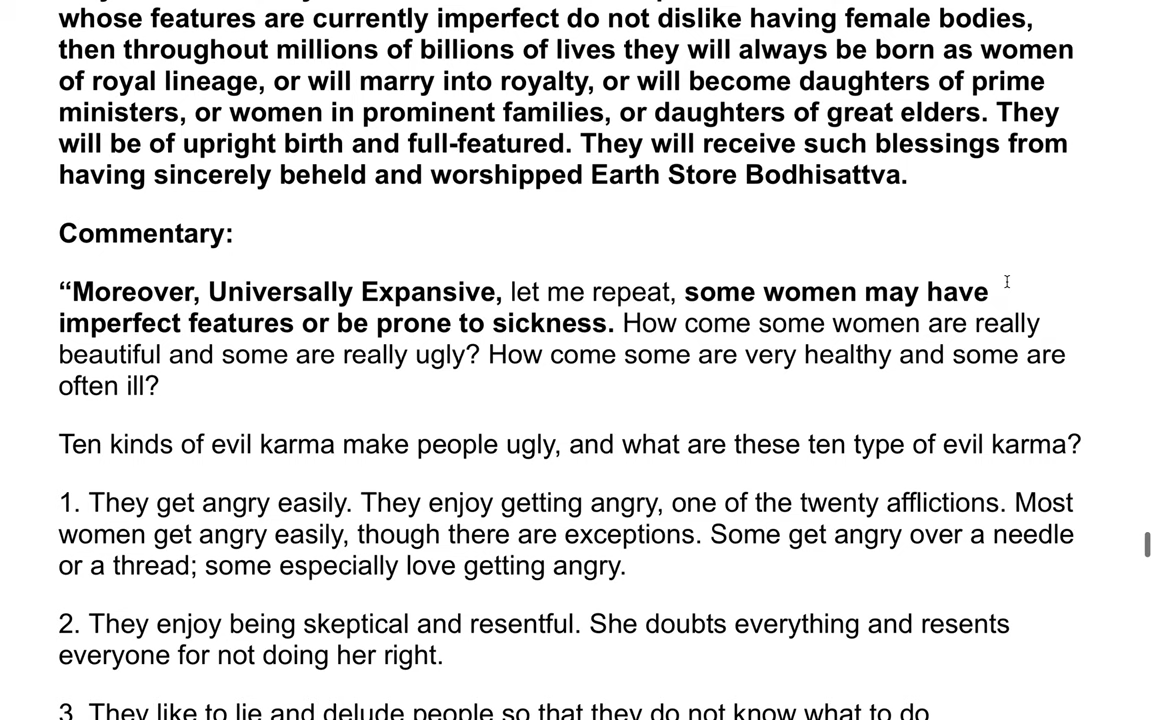 whose features are currently imperfect do not dislike having female bodies,
then throughout millions of billions of lives they will always be born as women
of royal lineage, or will marry into royalty, or will become daughters of prime
ministers, or women in prominent families, or daughters of great elders. They
will be of upright birth and full-featured. They will receive such blessings from
having sincerely beheld and worshipped Earth Store Bodhisattva.
Commentary:
“Moreover, Universally Expansive, let me repeat, some women may have
imperfect features or be prone to sickness. How come some women are really
beautiful and some are really ugly? How come some are very healthy and some are
often ill?
Ten kinds of evil karma make people ugly, and what are these ten type of evil karma?
1. They get angry easily. They enjoy getting angry, one of the twenty afflictions. Most
women get angry easily, though there are exceptions. Some get angry over a needle
or a thread; some especially love getting angry.
2. They enjoy being skeptical and resentful. She doubts everything and resents
everyone for not doing her right.
3. They like to lie and delude people so that they do not know what to do